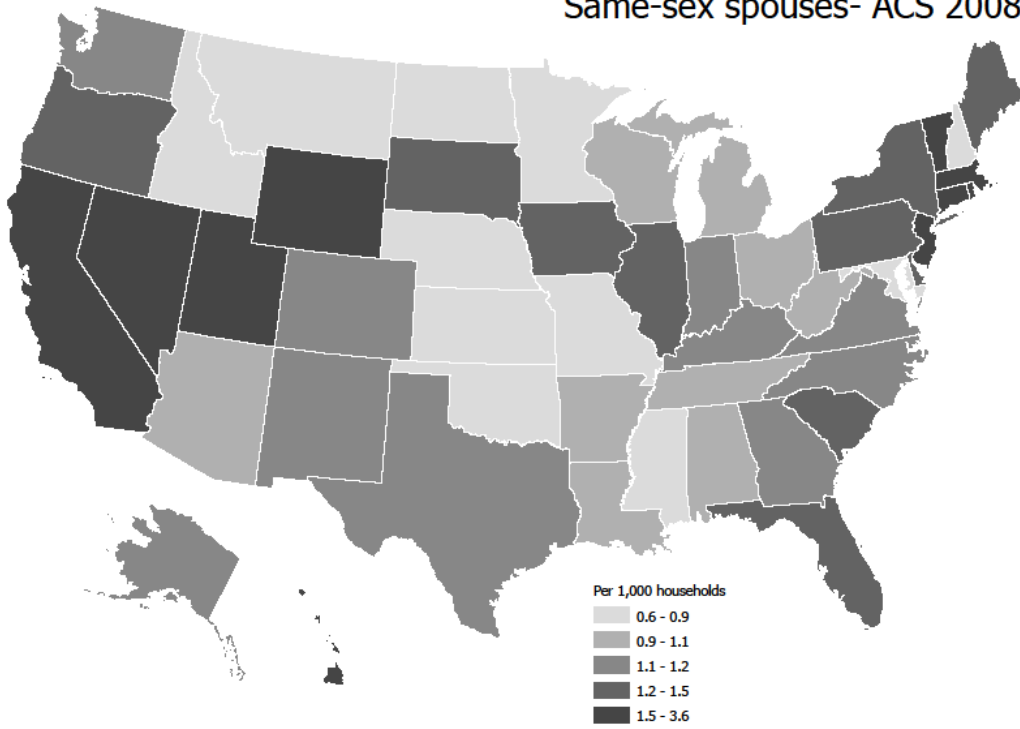 Same-sex spouses- ACS 2008
Per 1,000 households
0.6 - 0.9
0.9 - 1.1
1.1 - 1.2
1.2 - 1.5
1.5 - 3.6